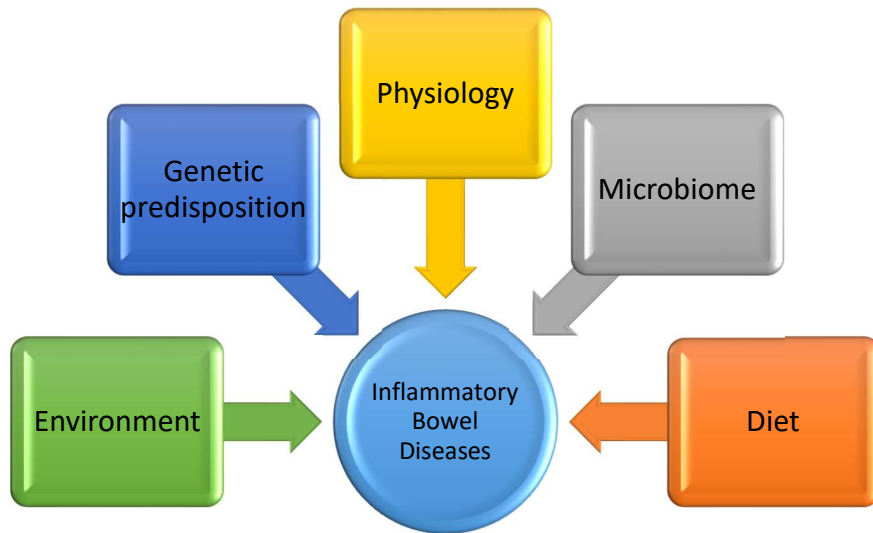 Physiology
Genetic
predisposition
Microbiome
Environment
Inflammatory
Bowel
Diseases
Diet